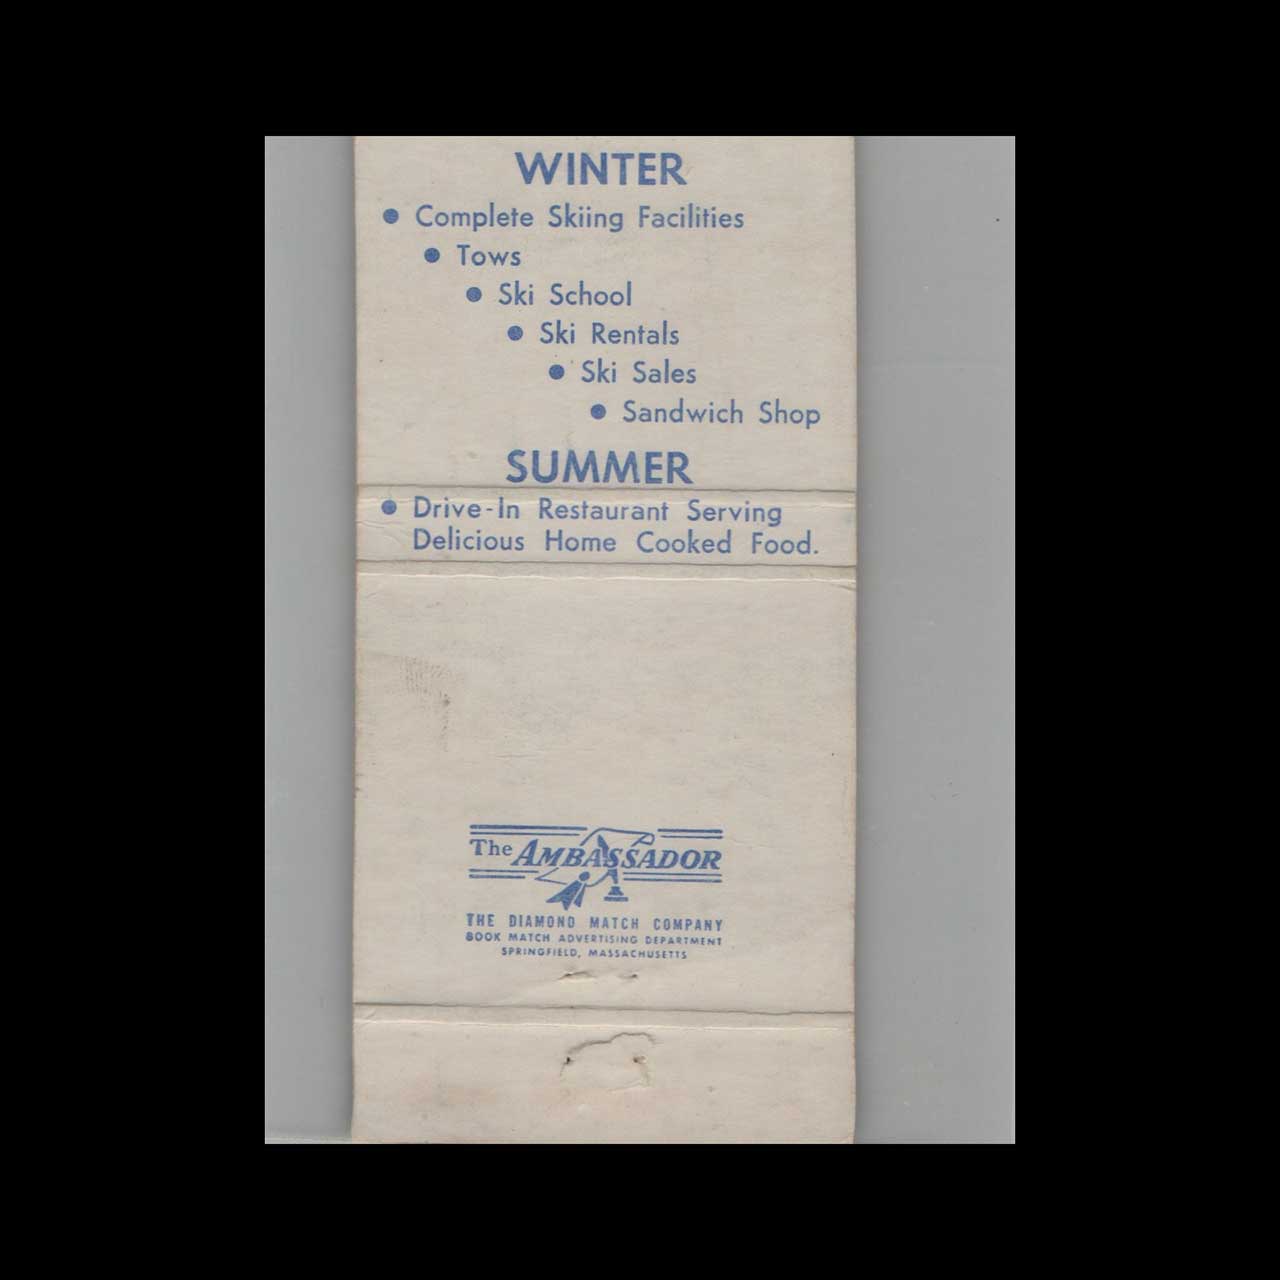 WINTER
• Complete Skiing Facilities
• Tows
• Ski School
• Ski Rentals
• Ski Sales
• Sandwich Shop
SUMMER
• Drive-In Restaurant Serving
Delicious Home Cooked Food.
The AMBASSADOR
THE DIAMOND MATCH COMPANY
BOOK MATCH ADVERTISING DEPARTMENT
SPRINGFIELD, MASSACHUSETTS